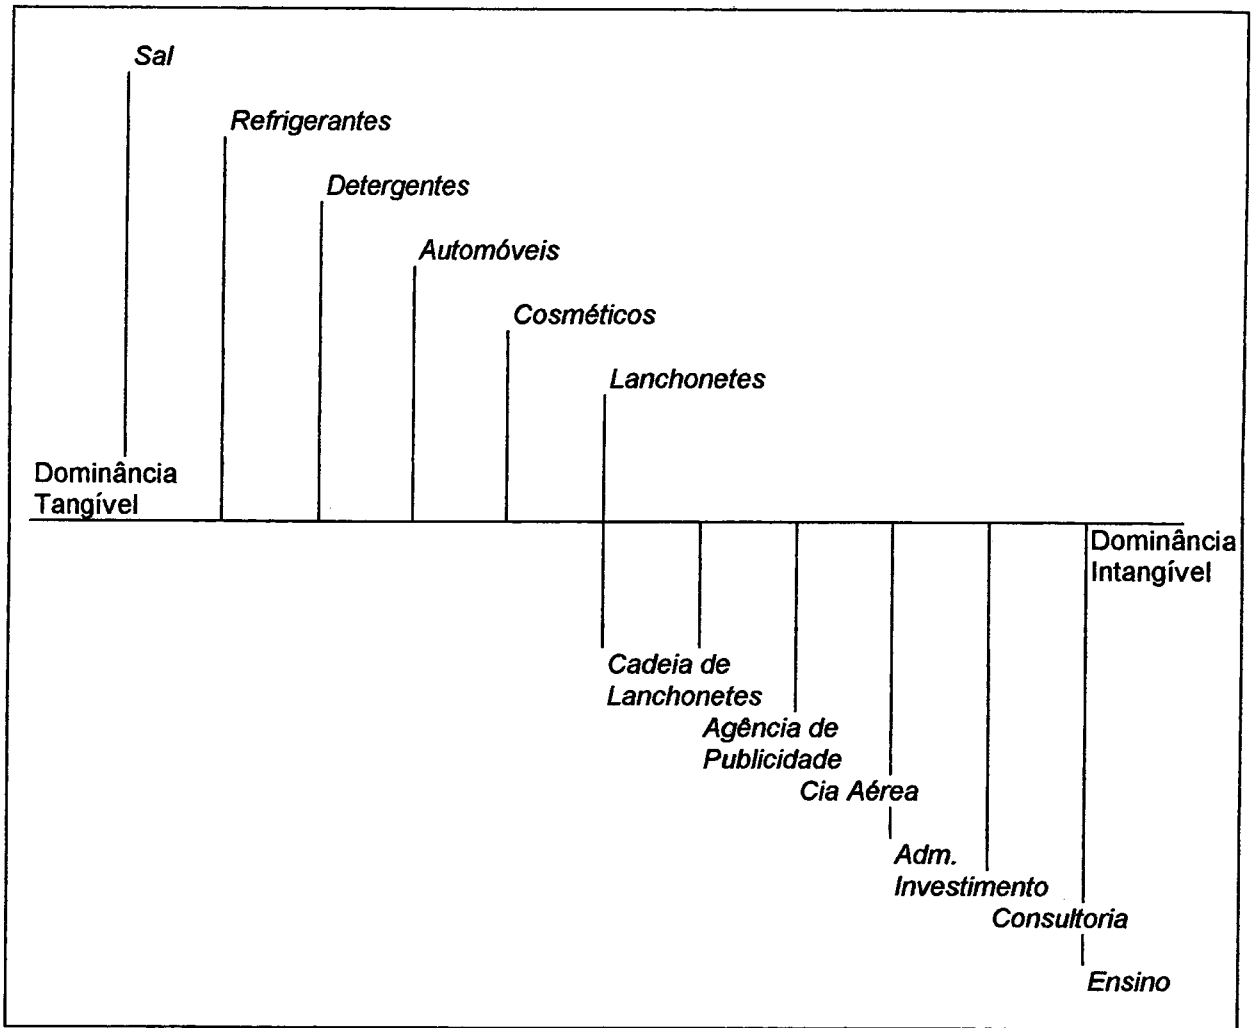 Sal
Refrigerantes
Detergentes
Automóveis
Cosméticos
Lanchonetes
Dominância
Tangível
Dominância
Intangível
Cadeia de
Lanchonetes
Agência de
Publicidade
Cia Aérea
Adm.
Investimento
Consultoria
Ensino